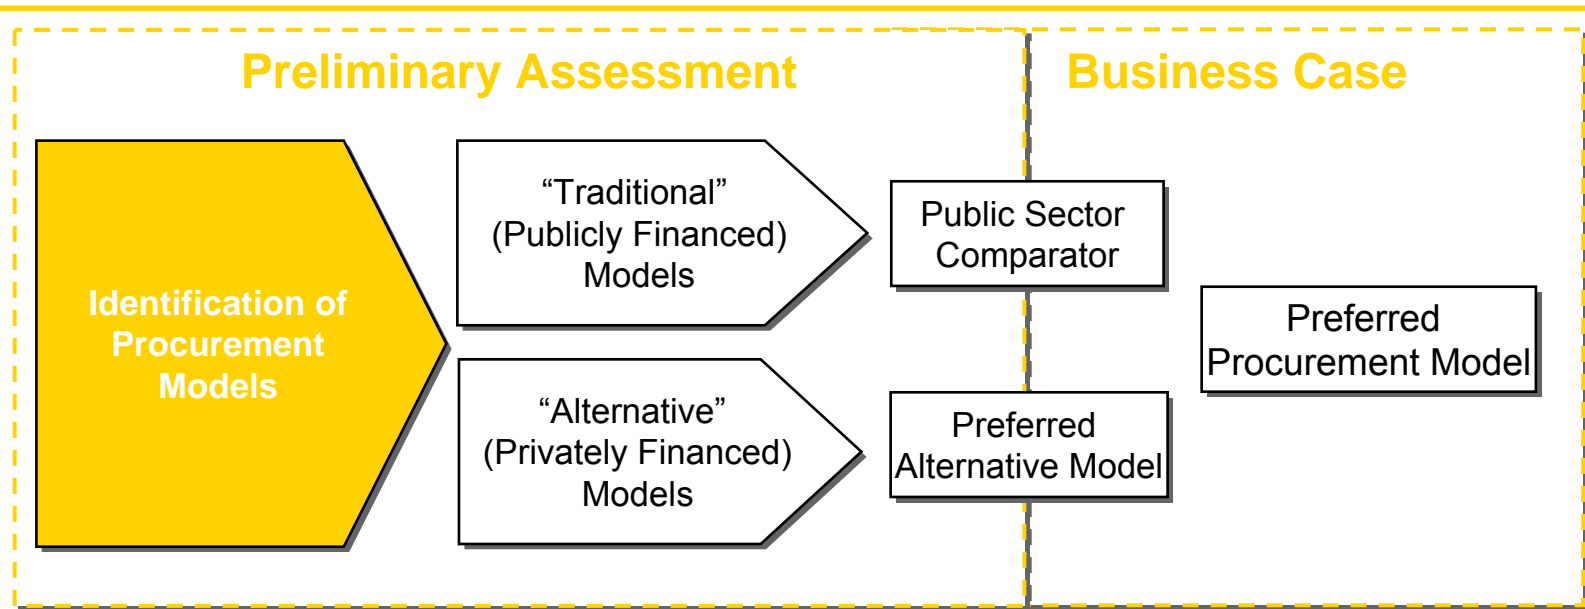 Preliminary Assessment
Business Case
Identification of
Procurement
Models
“Traditional”
(Publicly Financed)
Models
“Alternative”
(Privately Financed)
Models
Public Sector
Comparator
Preferred
Alternative Model
Preferred
Procurement Model